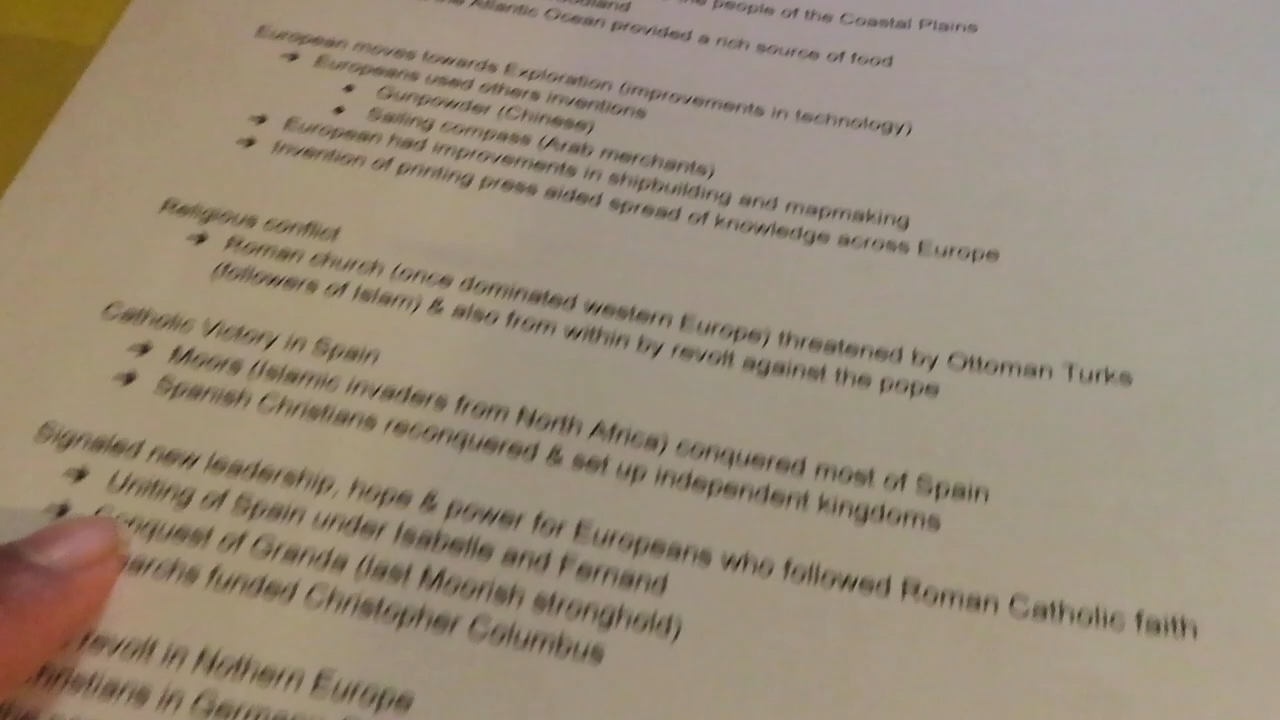 the people of the Coastal Plains
the Atlantic Ocean provided a rich source of food
European moves towards Exploration (improvements in technology)
➔ Europeans used others inventions
• Gunpowder (Chinese)
• Sailing compass (Arab merchants)
➔ European had improvements in shipbuilding and mapmaking
➔ Invention of printing press aided spread of knowledge across Europe
Religious conflict
➔ Roman church (once dominated western Europe) threatened by Ottoman Turks
(followers of Islam) & also from within by revolt against the pope
Catholic Victory in Spain
➔ Moors (Islamic invaders from North Africa) conquered most of Spain
➔ Spanish Christians reconquered & set up independent kingdoms
Signaled new leadership, hope & power for Europeans who followed Roman Catholic faith
➔ Uniting of Spain under Isabelle and Fernand
➔ Conquest of Granda (last Moorish stronghold)
archs funded Christopher Columbus
revolt in Nothern Europe
hristians in Germany